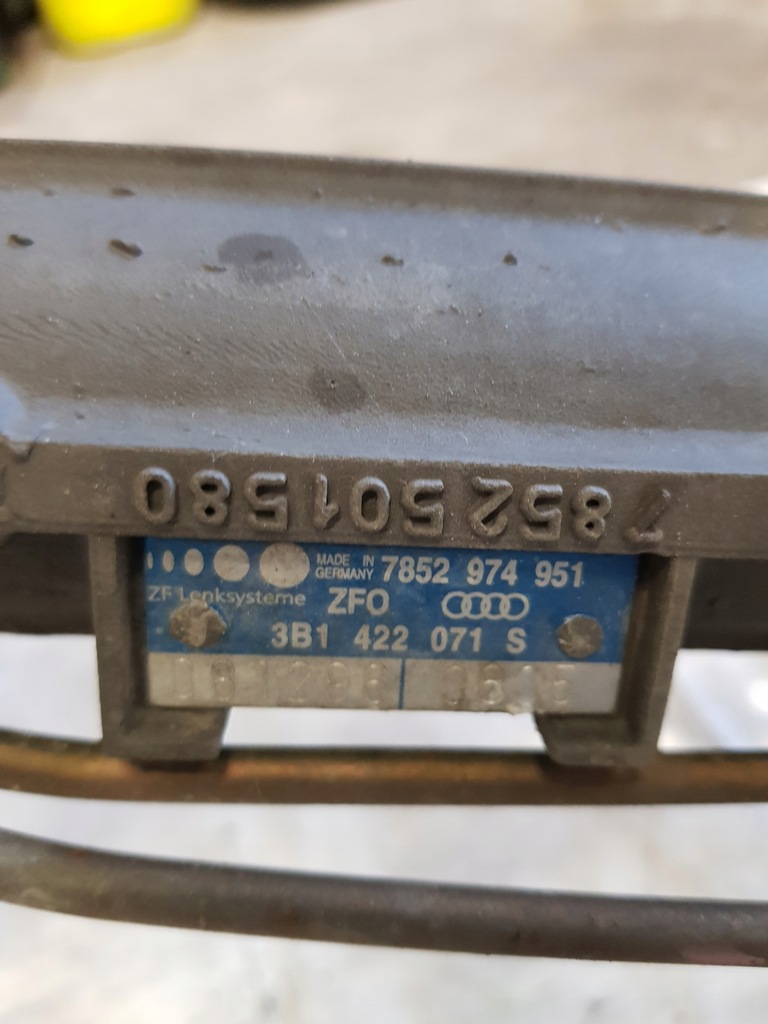 7852501580
MADE IN
GERMANY 7852 974 951
ZF Lenksysteme ZFO
3B1 422 071 S